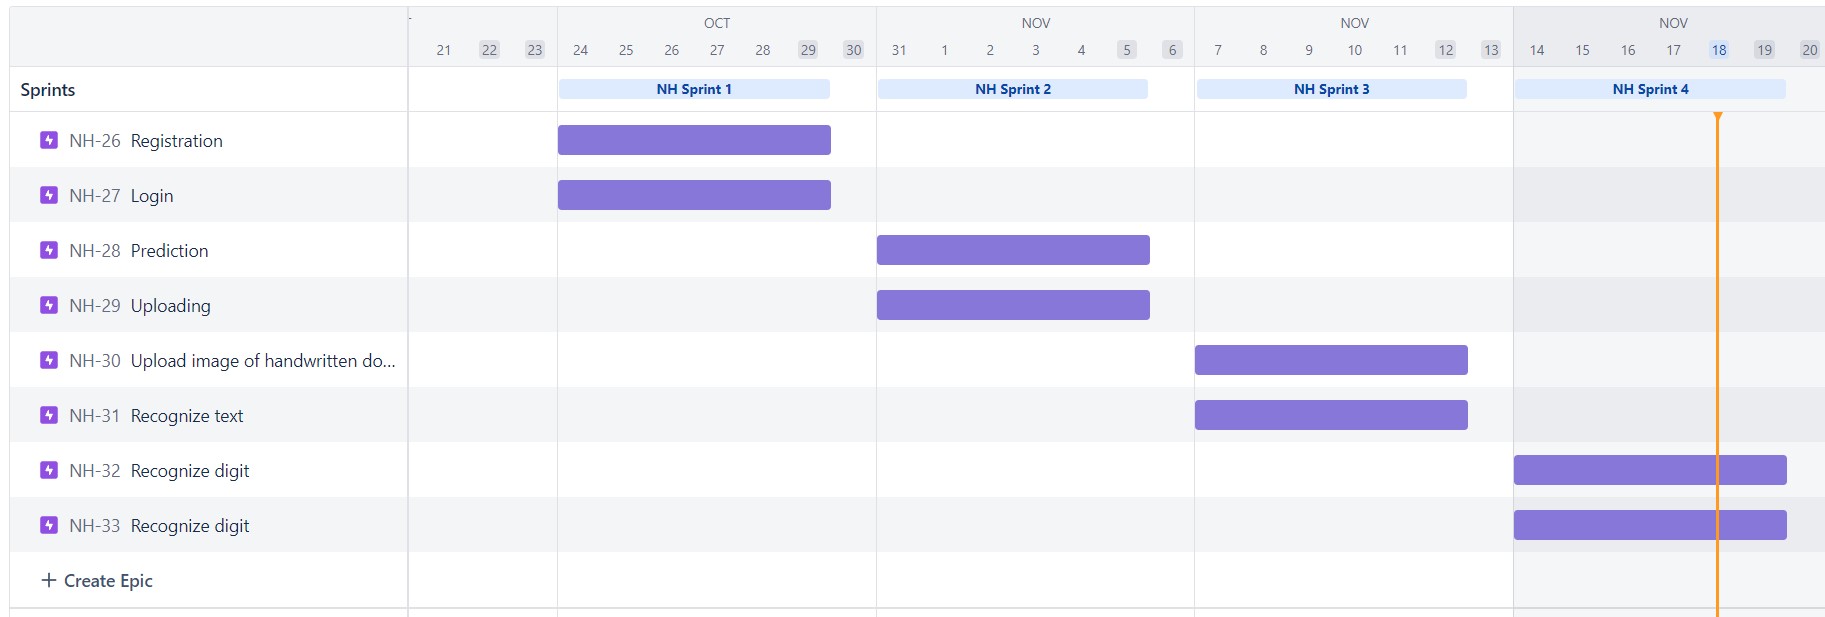 OCT NOV NOV NOV
21 22 23 24 25 26 27 28 29 30 31 1 2 3 4 5 6 7 8 9 10 11 12 13 14 15 16 17 18 19 20
Sprints NH Sprint 1 NH Sprint 2 NH Sprint 3 NH Sprint 4
NH-26 Registration
NH-27 Login
NH-28 Prediction
NH-29 Uploading
NH-30 Upload image of handwritten do...
NH-31 Recognize text
NH-32 Recognize digit
NH-33 Recognize digit
+ Create Epic